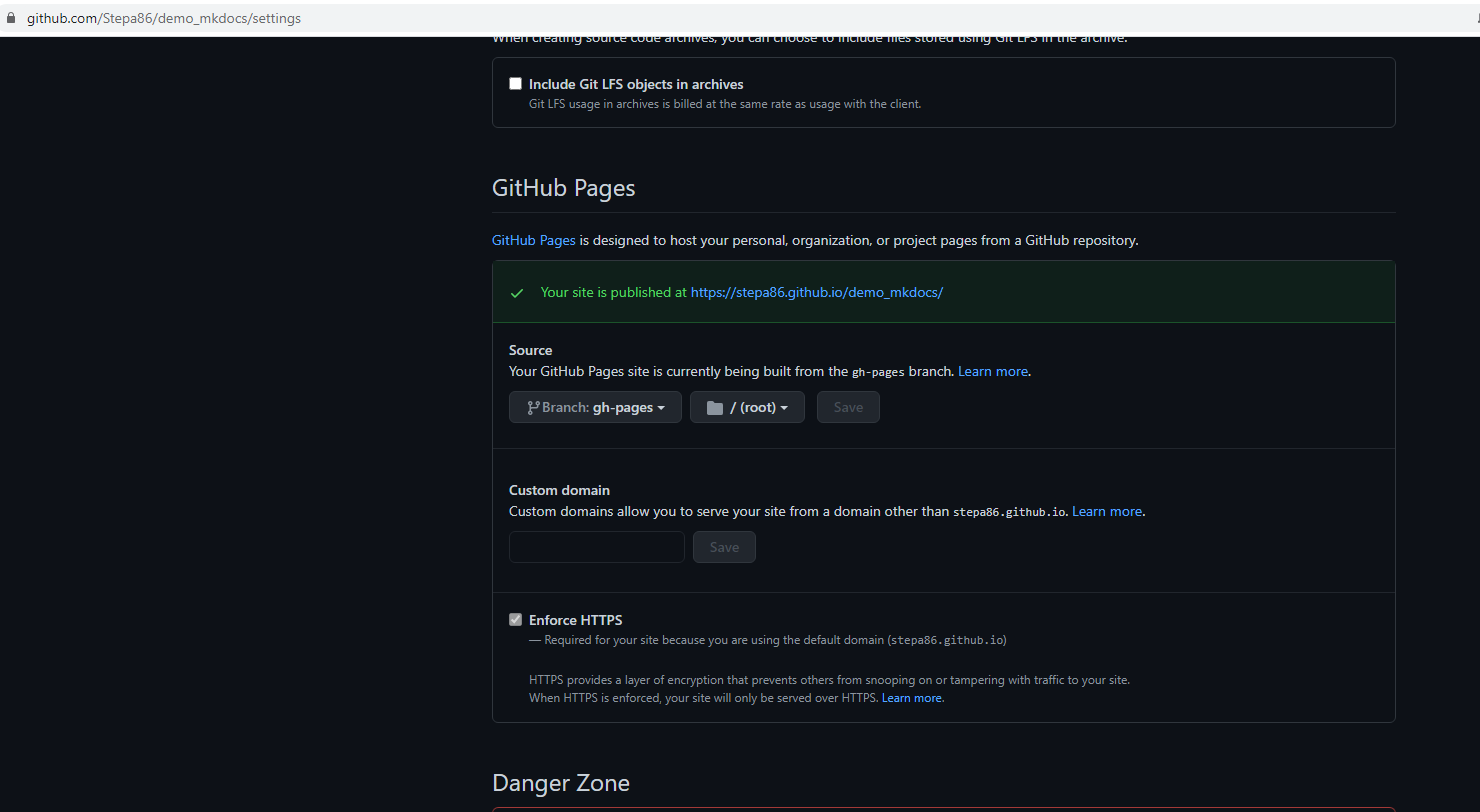 github.com/Stepa86/demo_mkdocs/settings
When creating source code archives, you can choose to include files stored using Git LFS in the archive.
Include Git LFS objects in archives
Git LFS usage in archives is billed at the same rate as usage with the client.
GitHub Pages
GitHub Pages is designed to host your personal, organization, or project pages from a GitHub repository.
Your site is published at https://stepa86.github.io/demo_mkdocs/
Source
Your GitHub Pages site is currently being built from the gh-pages branch. Learn more.
Branch: gh-pages / (root) Save
Custom domain
Custom domains allow you to serve your site from a domain other than stepa86.github.io. Learn more.
Save
Enforce HTTPS
— Required for your site because you are using the default domain (stepa86.github.io)
HTTPS provides a layer of encryption that prevents others from snooping on or tampering with traffic to your site.
When HTTPS is enforced, your site will only be served over HTTPS. Learn more.
Danger Zone